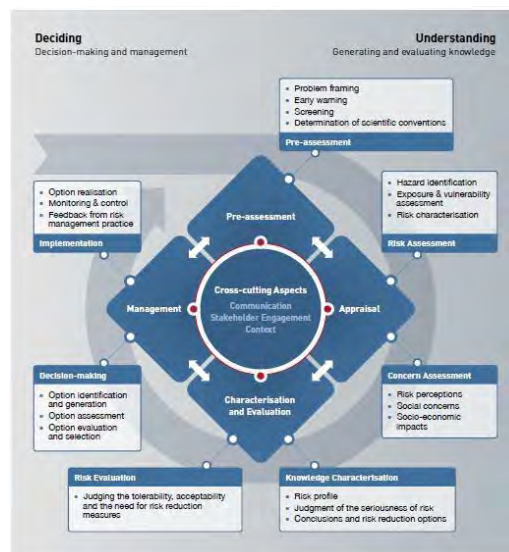 Deciding
Decision-making and management
Understanding
Generating and evaluating knowledge
• Problem framing
• Early warning
• Screening
• Determination of scientific conventions
Pre-assessment
• Option realisation
• Monitoring & control
• Feedback from risk
management practice
Implementation
• Hazard identification
• Exposure & vulnerability
assessment
• Risk characterisation
Risk Assessment
Pre-assessment
Management
Cross-cutting Aspects
Communication
Stakeholder Engagement
Context
Appraisal
Characterisation
and Evaluation
Decision-making
• Option identification
and generation
• Option assessment
• Option evaluation
and selection
Concern Assessment
• Risk perceptions
• Social concerns
• Socio-economic
impacts
Risk Evaluation
• Judging the tolerability, acceptability
and the need for risk reduction
measures
Knowledge Characterisation
• Risk profile
• Judgment of the seriousness of risk
• Conclusions and risk reduction options